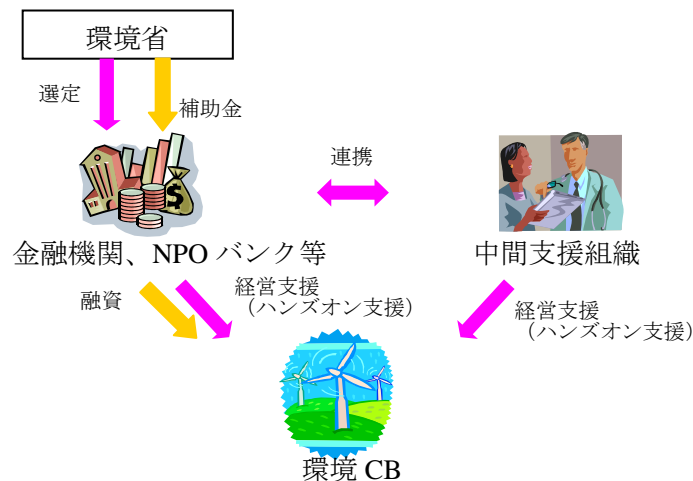 環境省
選定
補助金
連携
$
金融機関、NPO バンク等
中間支援組織
融資
経営支援
（ハンズオン支援）
経営支援
（ハンズオン支援）
環境 CB